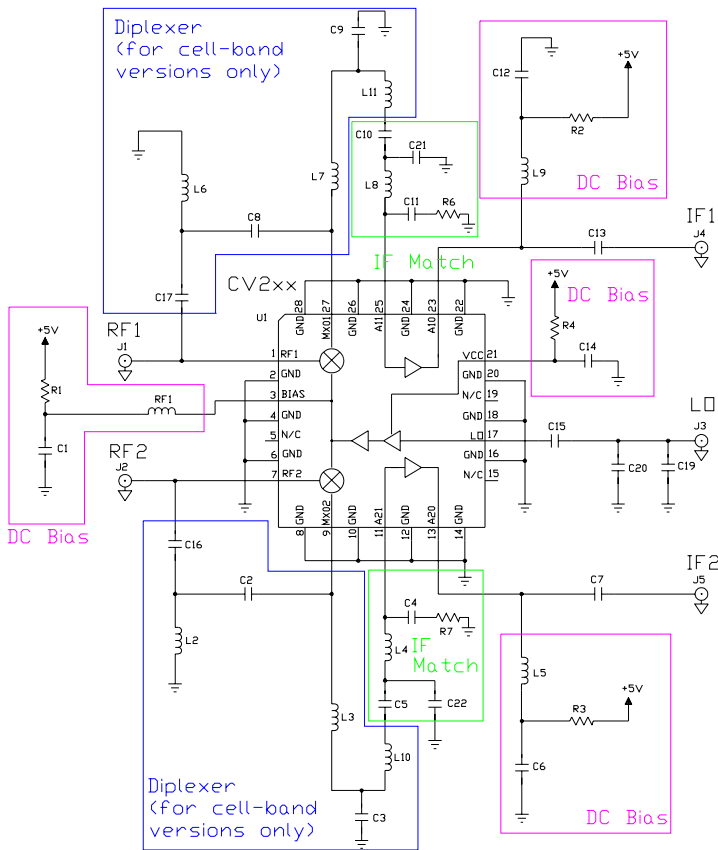 Diplexer
(for cell-band
versions only)
C9
L11
C10
C21
L7
L8
C11
R6
L6
C8
C17
IF Match
C12
+5V
R2
L9
DC Bias
IF1
J4
C13
CV2xx
U1
GND 28
MXO1 27
GND 26
A11 25
GND 24
A10 23
GND 22
+5V
DC Bias
R4
C14
+5V
R1
RF1
C1
DC Bias
RF1
J1
RF2
J2
1 RF1
2 GND
3 BIAS
4 GND
5 N/C
6 GND
7 RF2
VCC 21
GND 20
N/C 19
GND 18
LO 17
GND 16
N/C 15
C15
C20
C19
LO
J3
8 GND
9 MXO2
10 GND
11 A21
12 GND
13 A20
14 GND
C16
C2
L2
L3
C4
R7
L4
IF
Match
C5
C22
L10
C3
Diplexer
(for cell-band
versions only)
IF2
J5
C7
L5
+5V
R3
C6
DC Bias